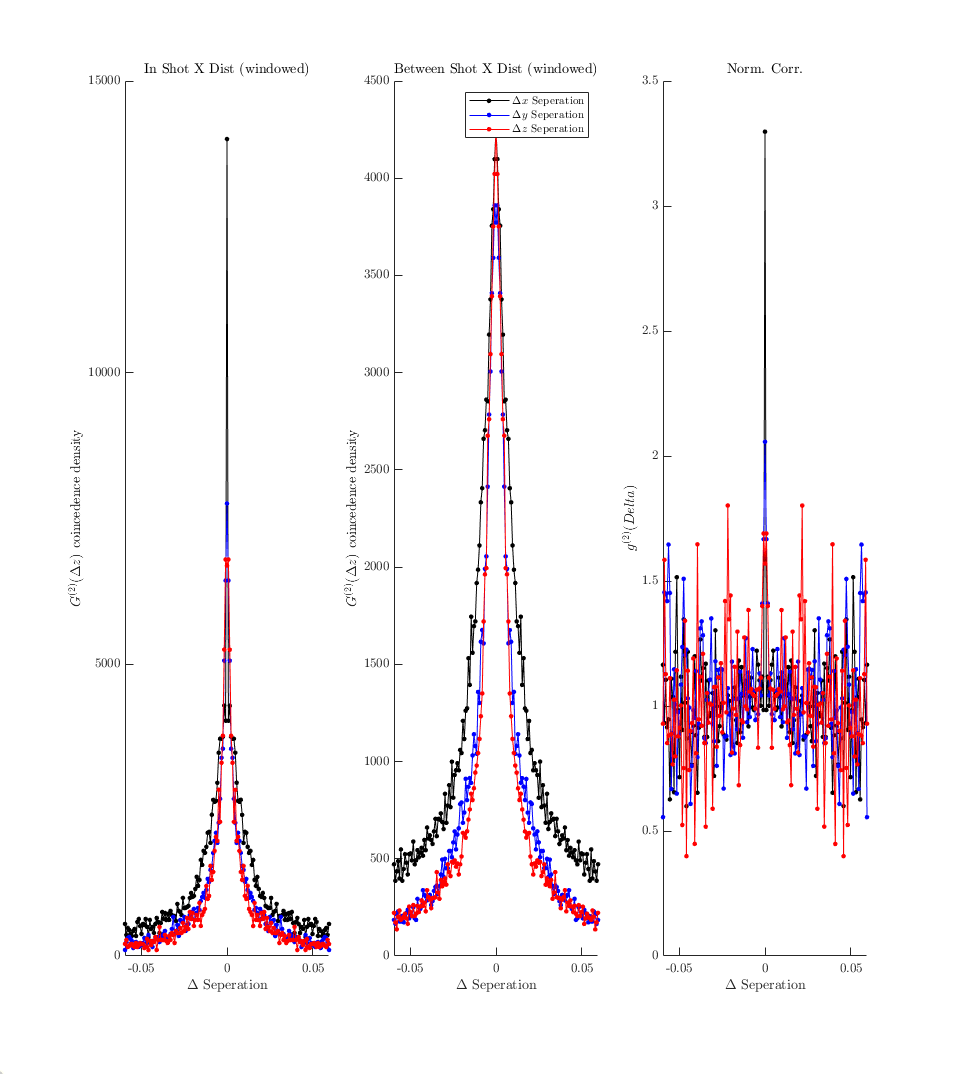 In Shot X Dist (windowed)
15000
10000
5000
0
-0.05
0
0.05
Δ Seperation
G^(2)(Δz) coincedence density
Between Shot X Dist (windowed)
Δx Seperation
Δy Seperation
Δz Seperation
4500
4000
3500
3000
2500
2000
1500
1000
500
0
-0.05
0
0.05
Δ Seperation
G^(2)(Δz) coincedence density
Norm. Corr.
3.5
3
2.5
2
1.5
1
0.5
0
-0.05
0
0.05
Δ Seperation
g^(2)(Delta)